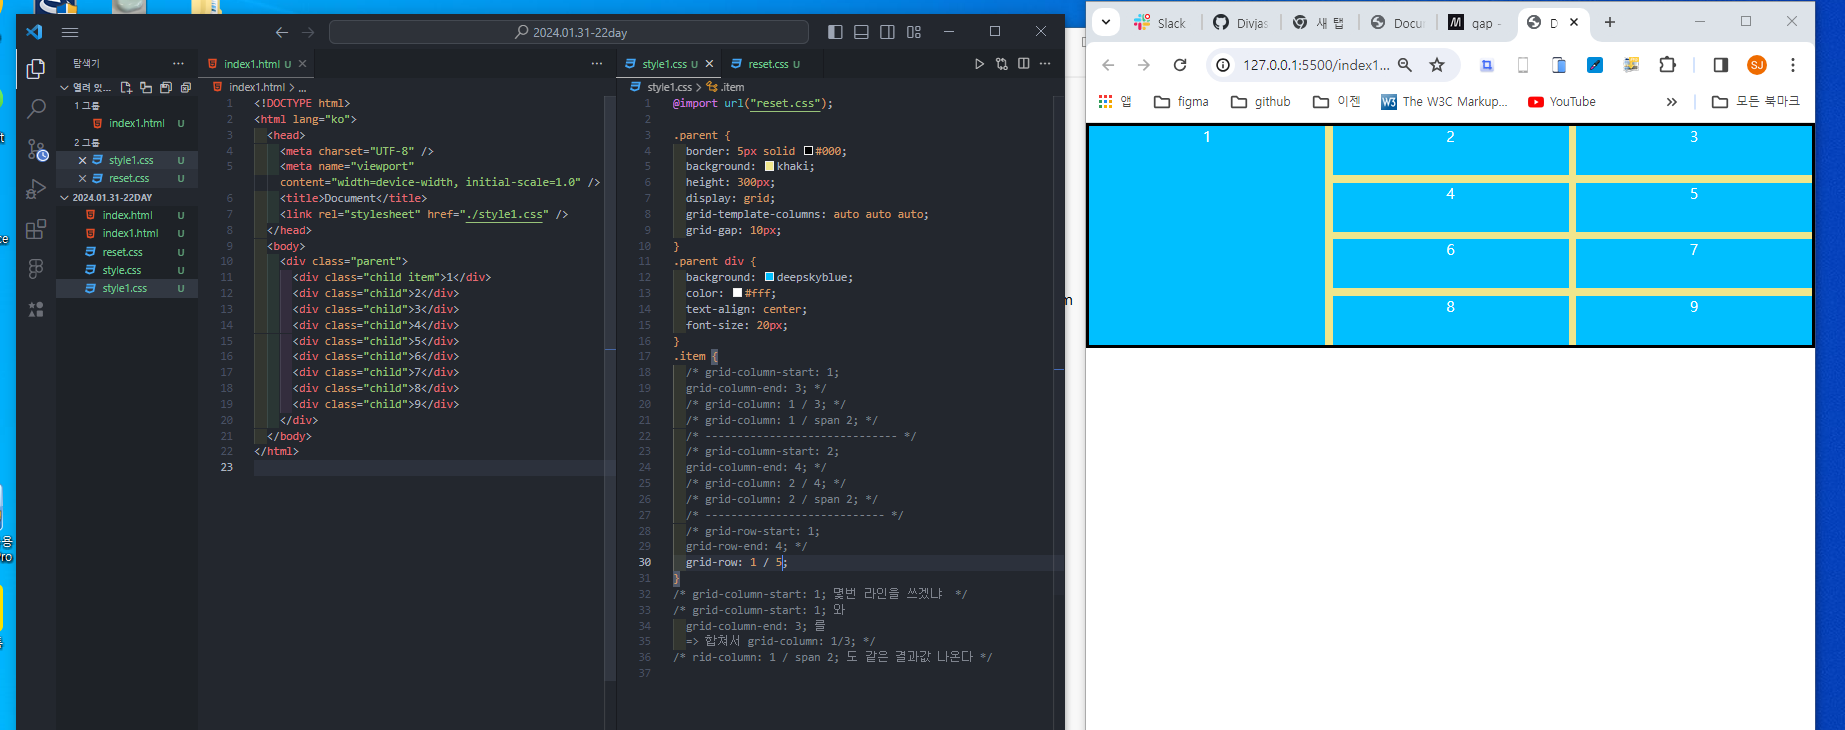 2024.01.31-22day
탐색기
열려 있...
1 그룹
index1.html U
2 그룹
style1.css U
reset.css U
2024.01.31-22DAY
index.html U
index1.html U
reset.css U
style.css U
style1.css U
index1.html U
index1.html > ...
1 <!DOCTYPE html>
2 <html lang="ko">
3 <head>
4 <meta charset="UTF-8" />
5 <meta name="viewport"
content="width=device-width, initial-scale=1.0" />
6 <title>Document</title>
7 <link rel="stylesheet" href="./style1.css" />
8 </head>
9 <body>
10 <div class="parent">
11 <div class="child item">1</div>
12 <div class="child">2</div>
13 <div class="child">3</div>
14 <div class="child">4</div>
15 <div class="child">5</div>
16 <div class="child">6</div>
17 <div class="child">7</div>
18 <div class="child">8</div>
19 <div class="child">9</div>
20 </div>
21 </body>
22 </html>
23
style1.css U
reset.css U
style1.css > .item
1 @import url("reset.css");
2
3 .parent {
4 border: 5px solid #000;
5 background: khaki;
6 height: 300px;
7 display: grid;
8 grid-template-columns: auto auto auto;
9 grid-gap: 10px;
10 }
11 .parent div {
12 background: deepskyblue;
13 color: #fff;
14 text-align: center;
15 font-size: 20px;
16 }
17 .item {
18 /* grid-column-start: 1;
19 grid-column-end: 3; */
20 /* grid-column: 1 / 3; */
21 /* grid-column: 1 / span 2; */
22 /* ------------------------------ */
23 /* grid-column-start: 2;
24 grid-column-end: 4; */
25 /* grid-column: 2 / 4; */
26 /* grid-column: 2 / span 2; */
27 /* ---------------------------- */
28 /* grid-row-start: 1;
29 grid-row-end: 4; */
30 grid-row: 1 / 5;
31 }
32 /* grid-column-start: 1; 몇번 라인을 쓰겠냐 */
33 /* grid-column-start: 1; 와
34 grid-column-end: 3; 를
35 => 합쳐서 grid-column: 1/3; */
36 /* rid-column: 1 / span 2; 도 같은 결과값 나온다 */
37
Slack
Divjas
새 탭
Docu
gap -
D
127.0.0.1:5500/index1...
SJ
앱
figma
github
이젠
The W3C Markup...
YouTube
모든 북마크
1 2 3
4 5
6 7
8 9